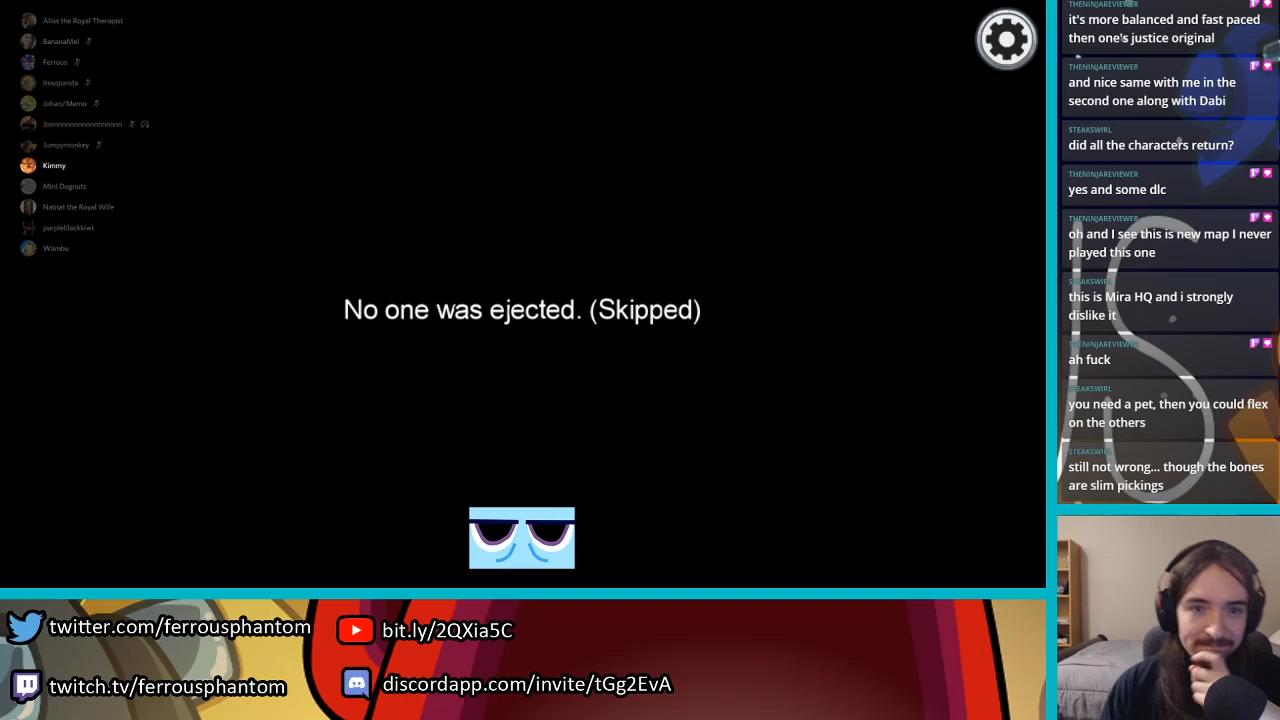 Alias the Royal Therapist
BananaMel
Ferrous
Itssopanda
Johan/Memo
Jonnnnnnnnnnnnnnnnn
Jumpymonkey
Kimmy
Mini Dognuts
Natnat the Royal Wife
purpleblackkiwi
Wambu
No one was ejected. (Skipped)
THENINJAREVIEWER
it's more balanced and fast paced
then one's justice original
THENINJAREVIEWER
and nice same with me in the
second one along with Dabi
STEAKSWIRL
did all the characters return?
THENINJAREVIEWER
yes and some dlc
THENINJAREVIEWER
oh and I see this is new map I never
played this one
STEAKSWIRL
this is Mira HQ and i strongly
dislike it
THENINJAREVIEWER
ah fuck
STEAKSWIRL
you need a pet, then you could flex
on the others
STEAKSWIRL
still not wrong... though the bones
are slim pickings
twitter.com/ferrousphantom
bit.ly/2QXia5C
twitch.tv/ferrousphantom
discordapp.com/invite/tGg2EvA